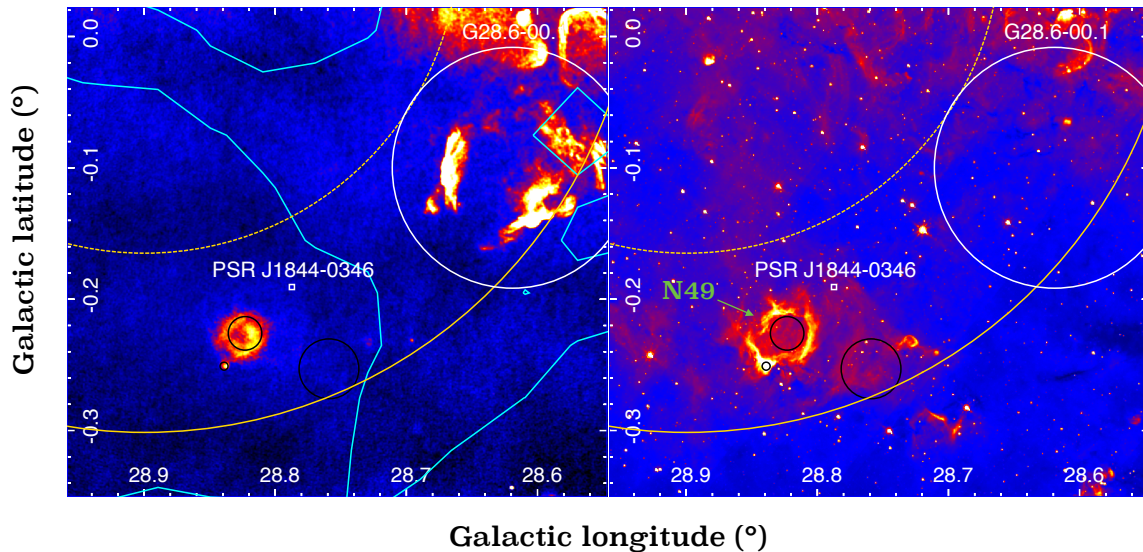 Galactic latitude (°)
0.0
-0.1
-0.2
-0.3
G28.6-00.1
PSR J1844-0346
28.9
28.8
28.7
28.6
0.0
-0.1
-0.2
-0.3
G28.6-00.1
PSR J1844-0346
N49
28.9
28.8
28.7
28.6
Galactic longitude (°)